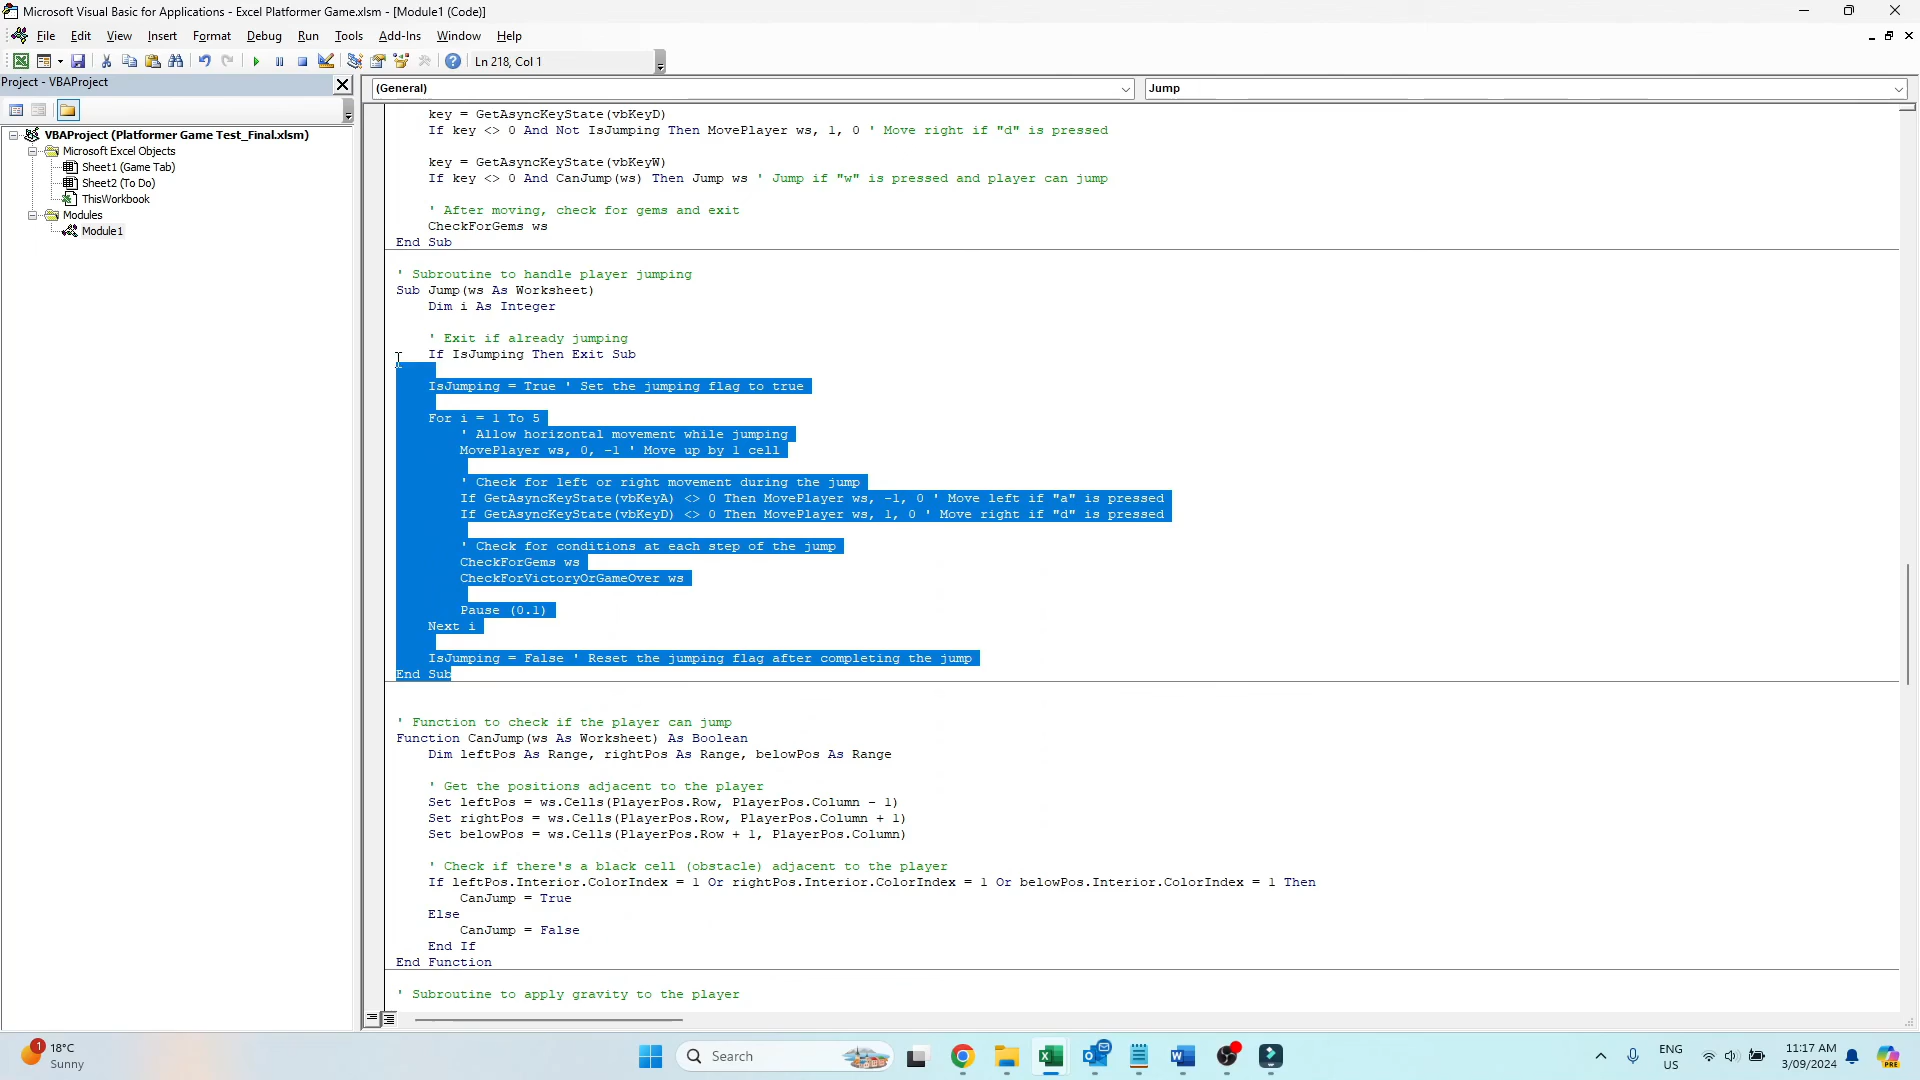 Microsoft Visual Basic for Applications - Excel Platformer Game.xlsm - [Module1 (Code)]
File Edit View Insert Format Debug Run Tools Add-Ins Window Help
Ln 218, Col 1
Project - VBAProject
(General)
Jump
VBAProject (Platformer Game Test_Final.xlsm)
Microsoft Excel Objects
Sheet1 (Game Tab)
Sheet2 (To Do)
ThisWorkbook
Modules
Module1
key = GetAsyncKeyState(vbKeyD)
If key <> 0 And Not IsJumping Then MovePlayer ws, 1, 0 ' Move right if "d" is pressed
key = GetAsyncKeyState(vbKeyW)
If key <> 0 And CanJump(ws) Then Jump ws ' Jump if "w" is pressed and player can jump
' After moving, check for gems and exit
CheckForGems ws
End Sub
' Subroutine to handle player jumping
Sub Jump(ws As Worksheet)
Dim i As Integer
' Exit if already jumping
If IsJumping Then Exit Sub
IsJumping = True ' Set the jumping flag to true
For i = 1 To 5
' Allow horizontal movement while jumping
MovePlayer ws, 0, -1 ' Move up by 1 cell
' Check for left or right movement during the jump
If GetAsyncKeyState(vbKeyA) <> 0 Then MovePlayer ws, -1, 0 ' Move left if "a" is pressed
If GetAsyncKeyState(vbKeyD) <> 0 Then MovePlayer ws, 1, 0 ' Move right if "d" is pressed
' Check for conditions at each step of the jump
CheckForGems ws
CheckForVictoryOrGameOver ws
Pause (0.1)
Next i
IsJumping = False ' Reset the jumping flag after completing the jump
End Sub
' Function to check if the player can jump
Function CanJump(ws As Worksheet) As Boolean
Dim leftPos As Range, rightPos As Range, belowPos As Range
' Get the positions adjacent to the player
Set leftPos = ws.Cells(PlayerPos.Row, PlayerPos.Column - 1)
Set rightPos = ws.Cells(PlayerPos.Row, PlayerPos.Column + 1)
Set belowPos = ws.Cells(PlayerPos.Row + 1, PlayerPos.Column)
' Check if there's a black cell (obstacle) adjacent to the player
If leftPos.Interior.ColorIndex = 1 Or rightPos.Interior.ColorIndex = 1 Or belowPos.Interior.ColorIndex = 1 Then
CanJump = True
Else
CanJump = False
End If
End Function
' Subroutine to apply gravity to the player
1
18°C
Sunny
Search
ENG
US
11:17 AM
3/09/2024
PRE